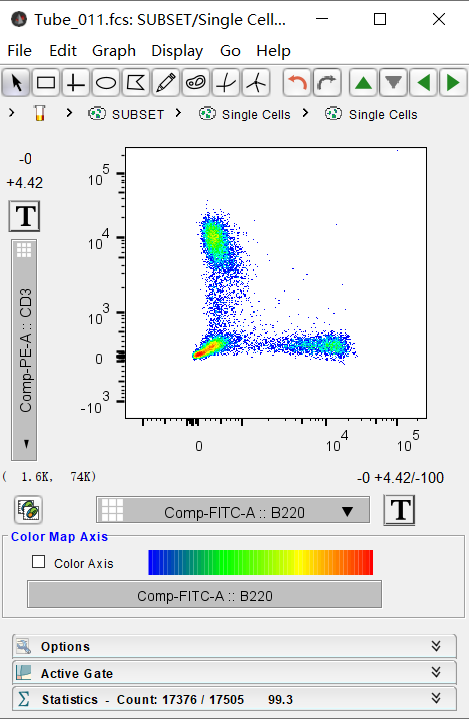 Tube_011.fcs: SUBSET/Single Cell...
File Edit Graph Display Go Help
> > SUBSET > Single Cells > Single Cells
-0
+4.42
T
Comp-PE-A :: CD3
10^5
10^4
10^3
0
-10^3
0 10^4 10^5
( 1.6K, 74K)
-0 +4.42/-100
Comp-FITC-A :: B220
T
Color Map Axis
Color Axis
Comp-FITC-A :: B220
Options
Active Gate
Σ Statistics - Count: 17376 / 17505 99.3